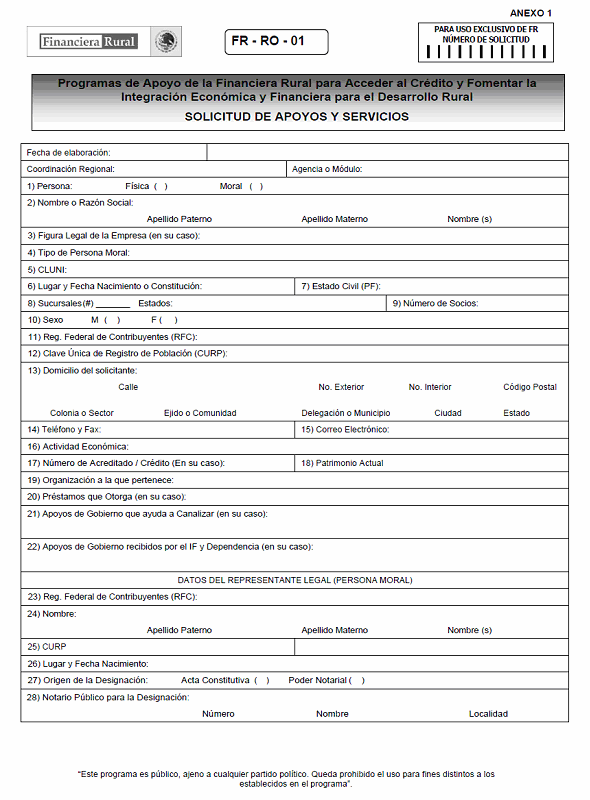 ANEXO 1
Financiera Rural
FR - RO - 01
PARA USO EXCLUSIVO DE FR
NÚMERO DE SOLICITUD
Programas de Apoyo de la Financiera Rural para Acceder al Crédito y Fomentar la
Integración Económica y Financiera para el Desarrollo Rural
SOLICITUD DE APOYOS Y SERVICIOS
Fecha de elaboración:
Coordinación Regional: Agencia o Módulo:
1) Persona: Física ( ) Moral ( )
2) Nombre o Razón Social:
Apellido Paterno Apellido Materno Nombre (s)
3) Figura Legal de la Empresa (en su caso):
4) Tipo de Persona Moral:
5) CLUNI:
6) Lugar y Fecha Nacimiento o Constitución: 7) Estado Civil (PF):
8) Sucursales(#) _______ Estados: 9) Número de Socios:
10) Sexo M ( ) F ( )
11) Reg. Federal de Contribuyentes (RFC):
12) Clave Única de Registro de Población (CURP):
13) Domicilio del solicitante:
Calle No. Exterior No. Interior Código Postal
Colonia o Sector Ejido o Comunidad Delegación o Municipio Ciudad Estado
14) Teléfono y Fax: 15) Correo Electrónico:
16) Actividad Económica:
17) Número de Acreditado / Crédito (En su caso): 18) Patrimonio Actual
19) Organización a la que pertenece:
20) Préstamos que Otorga (en su caso):
21) Apoyos de Gobierno que ayuda a Canalizar (en su caso):
22) Apoyos de Gobierno recibidos por el IF y Dependencia (en su caso):
DATOS DEL REPRESENTANTE LEGAL (PERSONA MORAL)
23) Reg. Federal de Contribuyentes (RFC):
24) Nombre:
Apellido Paterno Apellido Materno Nombre (s)
25) CURP
26) Lugar y Fecha Nacimiento:
27) Origen de la Designación: Acta Constitutiva ( ) Poder Notarial ( )
28) Notario Público para la Designación:
Número Nombre Localidad
“Este programa es público, ajeno a cualquier partido político. Queda prohibido el uso para fines distintos a los
establecidos en el programa”.